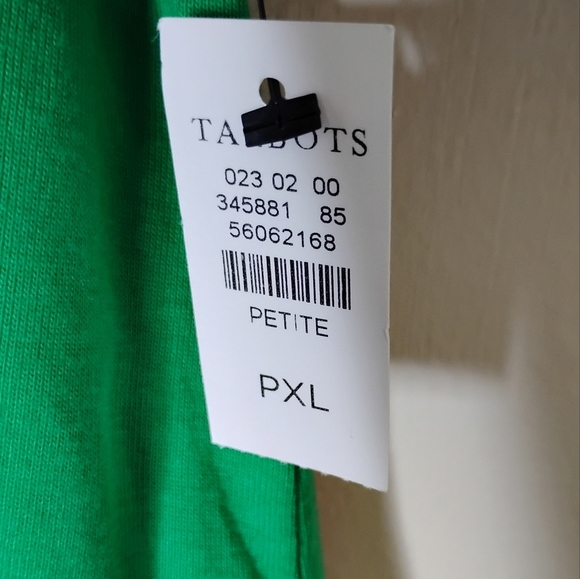 TALBOTS
023 02 00
345881 85
56062168
PETITE
PXL